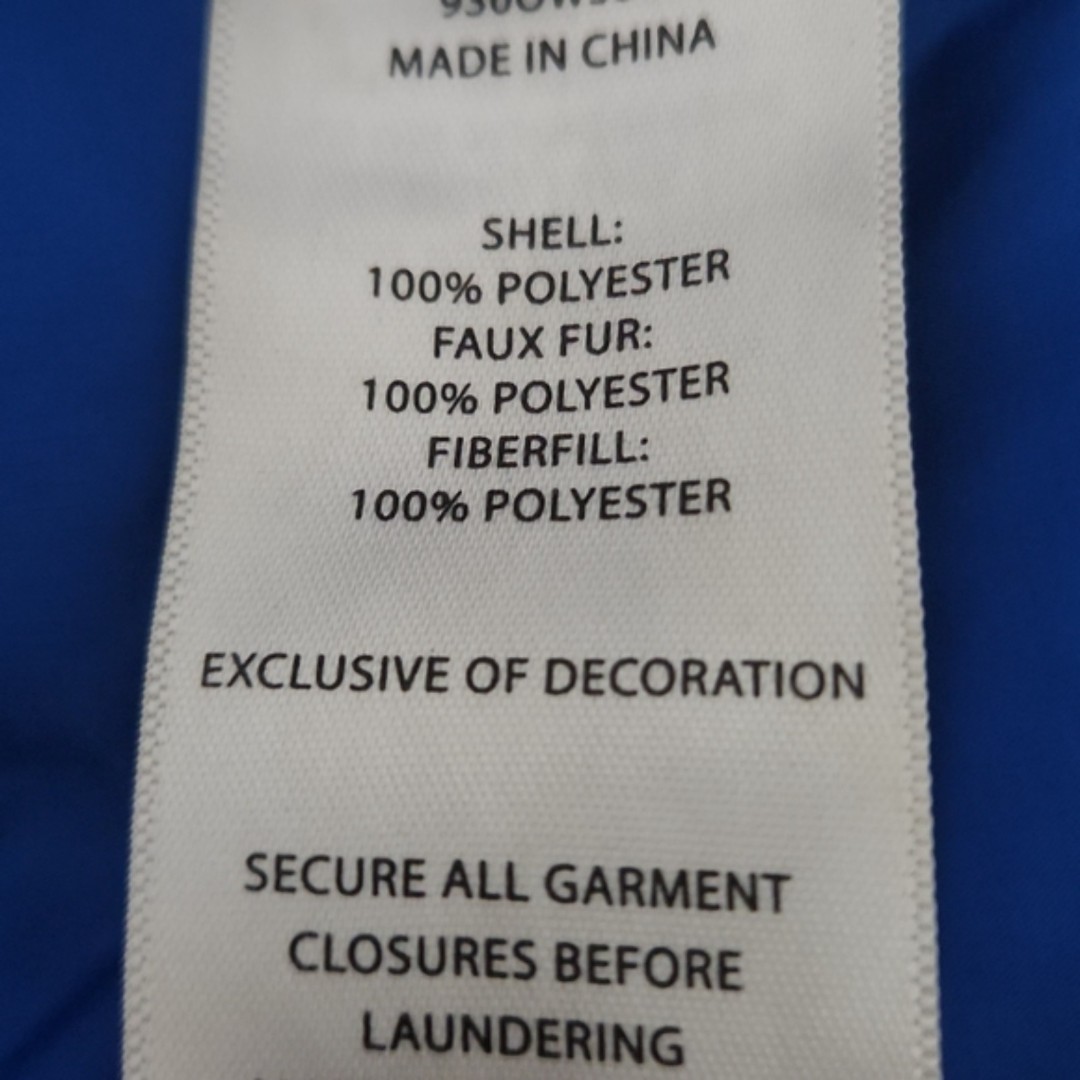 MADE IN CHINA
SHELL:
100% POLYESTER
FAUX FUR:
100% POLYESTER
FIBERFILL:
100% POLYESTER
EXCLUSIVE OF DECORATION
SECURE ALL GARMENT
CLOSURES BEFORE
LAUNDERING